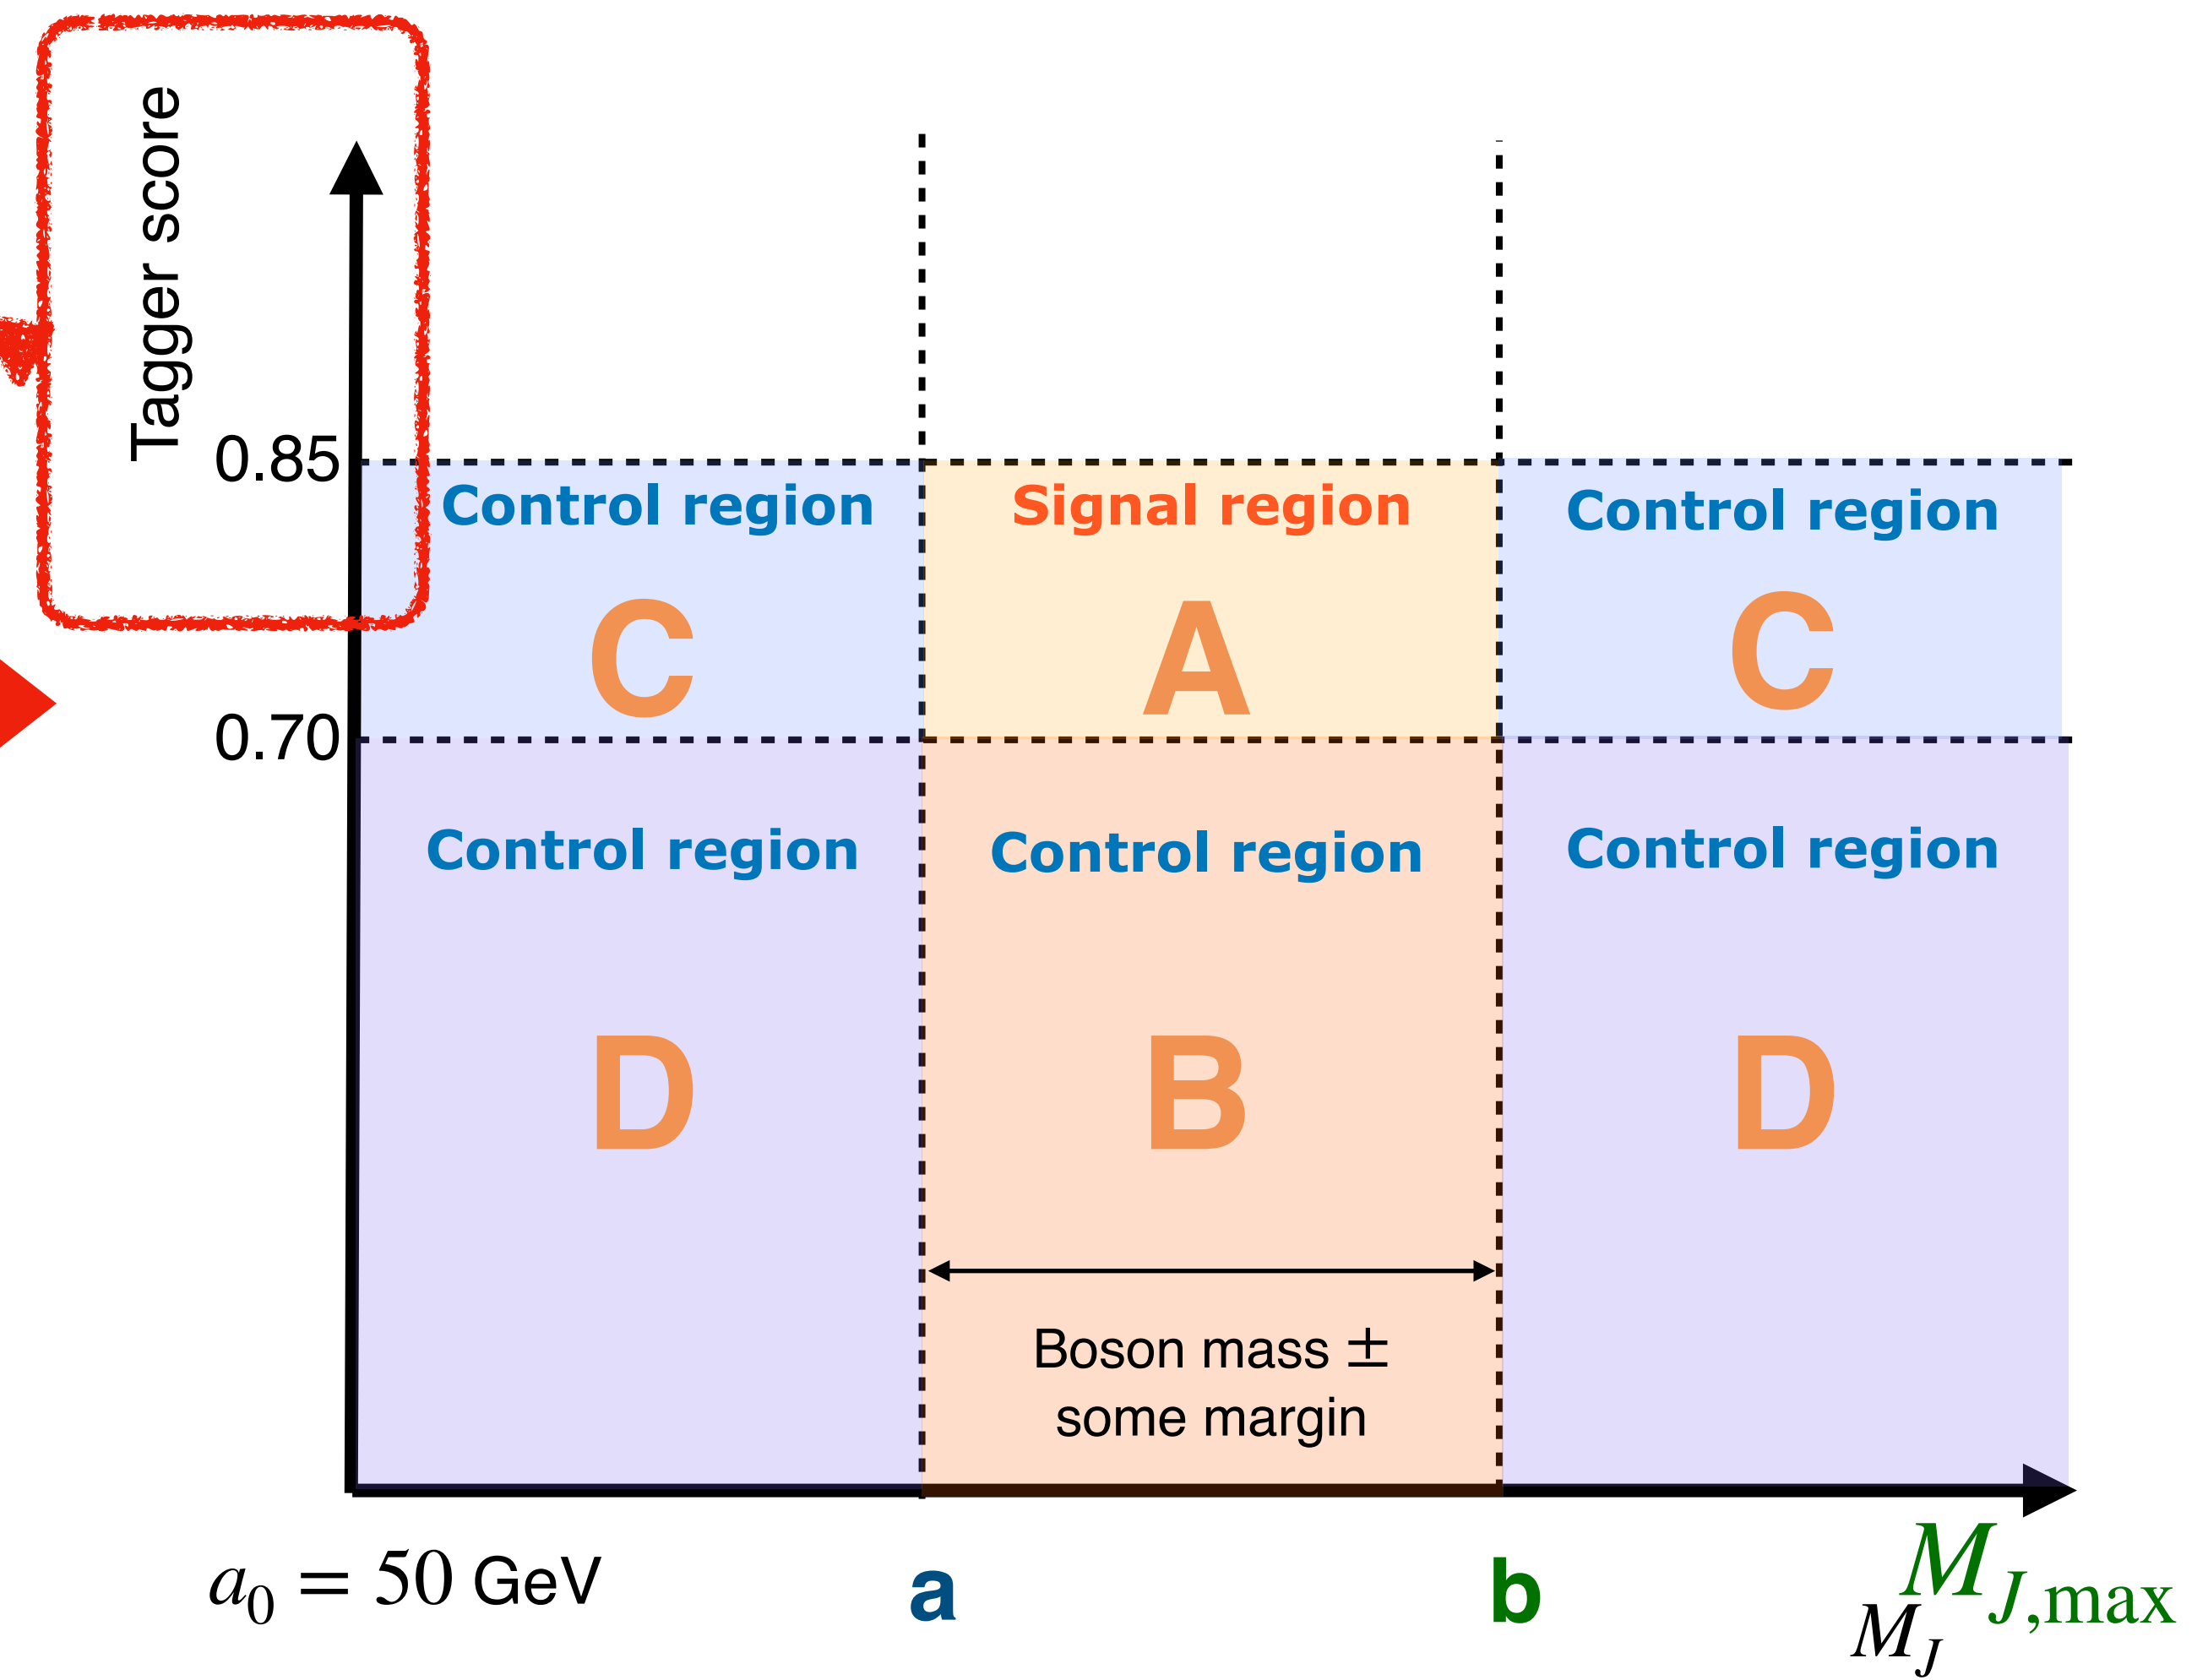 Tagger score
0.85
Control region
Signal region
Control region
C
A
C
0.70
Control region
Control region
Control region
D
B
D
Boson mass ±
some margin
a₀ = 50 GeV
a
b
M_{J,max}
M_J